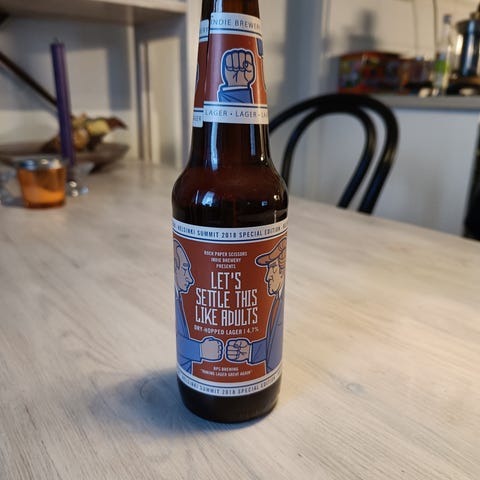 INDIE BREWERY
LAGER • LAGER • LAGER
HELSINKI SUMMIT 2018 SPECIAL EDITION
ROCK PAPER SCISSORS
INDIE BREWERY
PRESENTS
LET'S
SETTLE THIS
LIKE ADULTS
DRY-HOPPED LAGER | 4,7%
RPS BREWING
"MAKING LAGER GREAT AGAIN"
HELSINKI SUMMIT 2018 SPECIAL EDITION